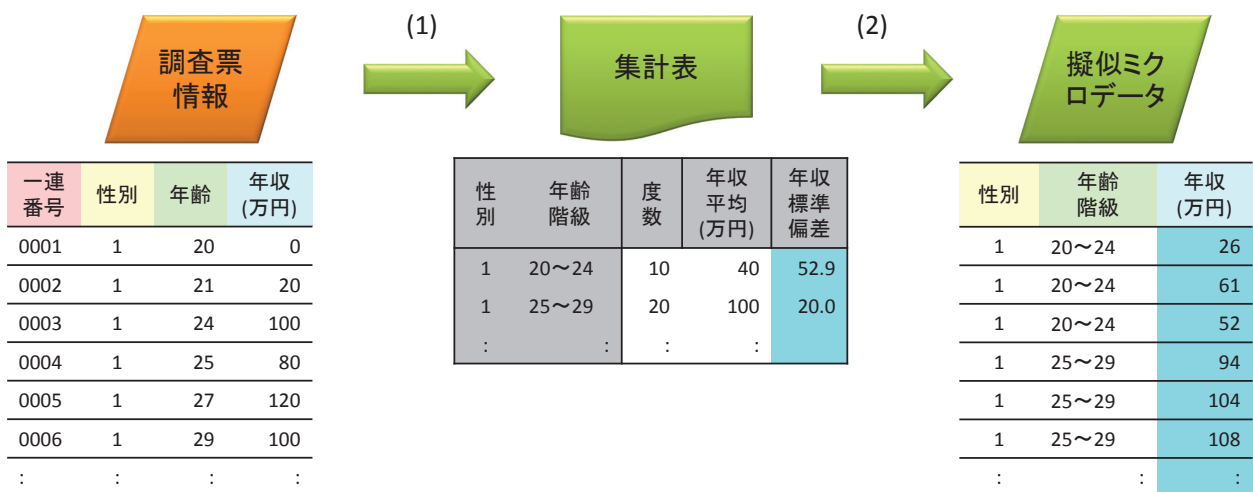 (1)
(2)
調査票
情報
集計表
擬似ミク
ロデータ
一連
番号
性別
年齢
年収
(万円)
0001 1 20 0
0002 1 21 20
0003 1 24 100
0004 1 25 80
0005 1 27 120
0006 1 29 100
: : : :
性
別
年齢
階級
度
数
年収
平均
(万円)
年収
標準
偏差
1 20～24 10 40 52.9
1 25～29 20 100 20.0
: : : :
性別
年齢
階級
年収
(万円)
1 20～24 26
1 20～24 61
1 20～24 52
1 25～29 94
1 25～29 104
1 25～29 108
: : :